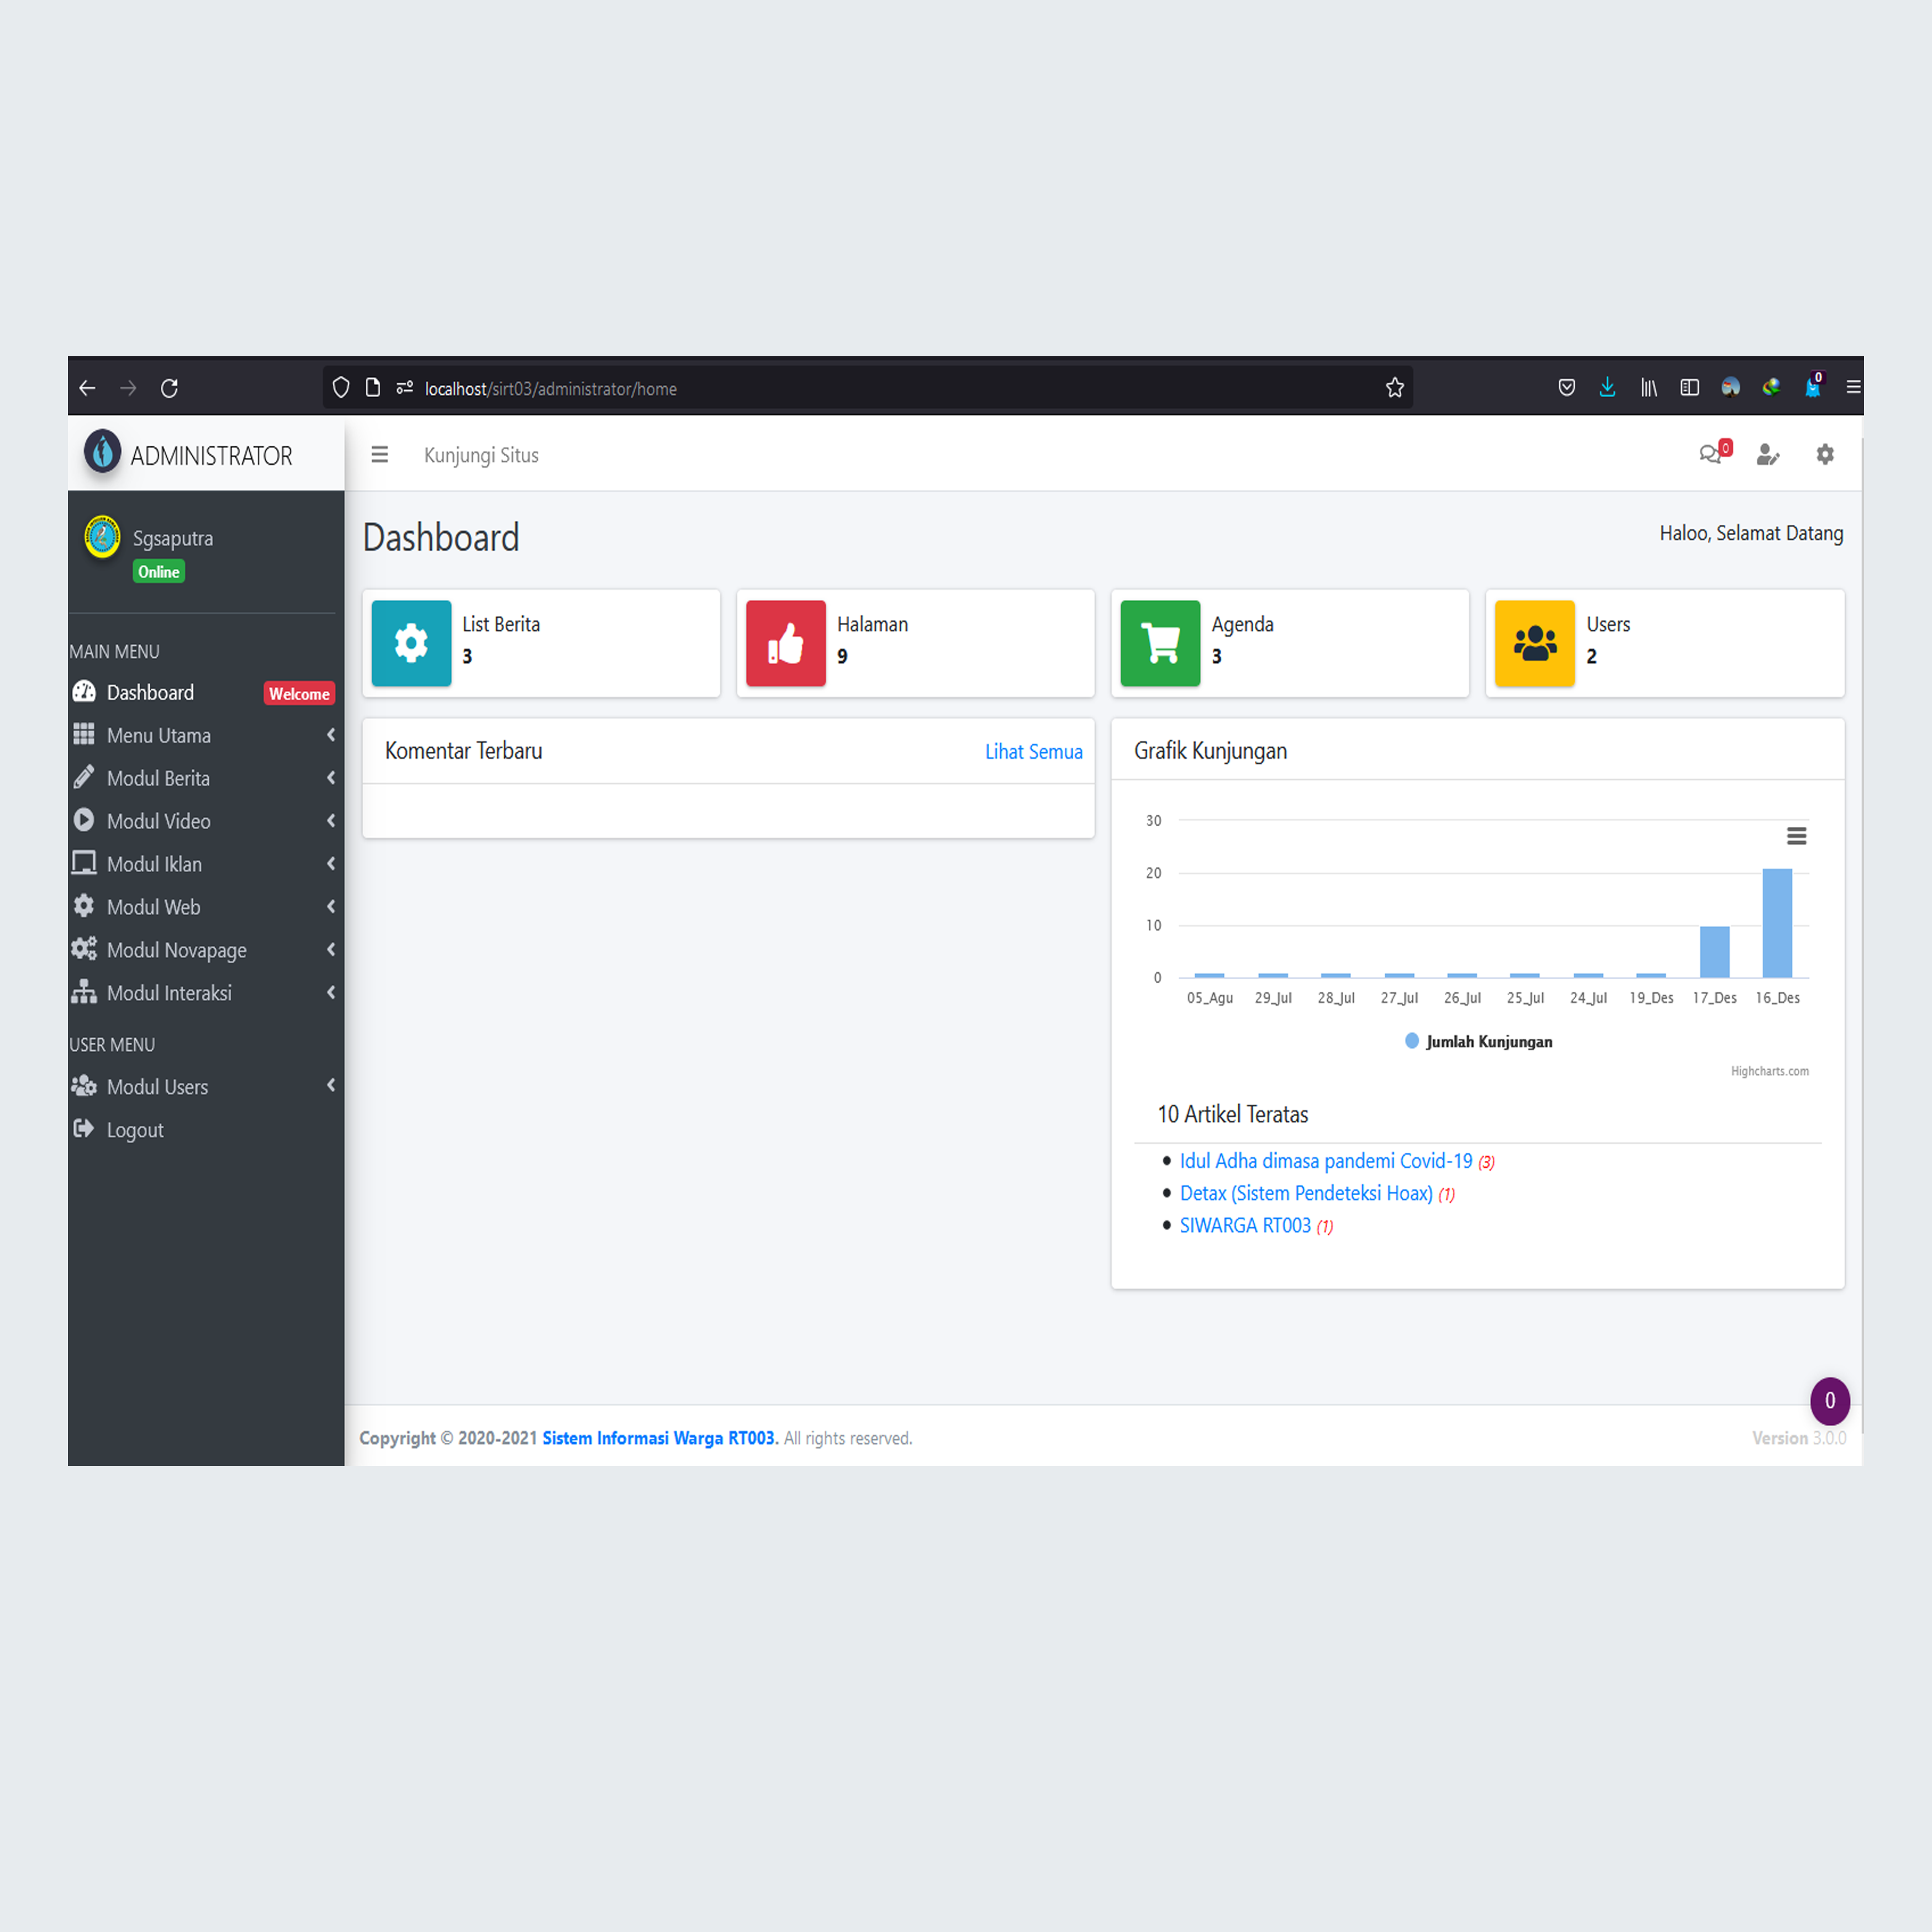 localhost/sirt03/administrator/home
0
ADMINISTRATOR
Kunjungi Situs
0
Sgsaputra
Online
MAIN MENU
Dashboard Welcome
Menu Utama
Modul Berita
Modul Video
Modul Iklan
Modul Web
Modul Novapage
Modul Interaksi
USER MENU
Modul Users
Logout
Dashboard
Haloo, Selamat Datang
List Berita
3
Halaman
9
Agenda
3
Users
2
Komentar Terbaru
Lihat Semua
Grafik Kunjungan
30
20
10
0
05_Agu 29_Jul 28_Jul 27_Jul 26_Jul 25_Jul 24_Jul 19_Des 17_Des 16_Des
Jumlah Kunjungan
Highcharts.com
10 Artikel Teratas
Idul Adha dimasa pandemi Covid-19 (3)
Detax (Sistem Pendeteksi Hoax) (1)
SIWARGA RT003 (1)
0
Copyright © 2020-2021 Sistem Informasi Warga RT003. All rights reserved.
Version 3.0.0